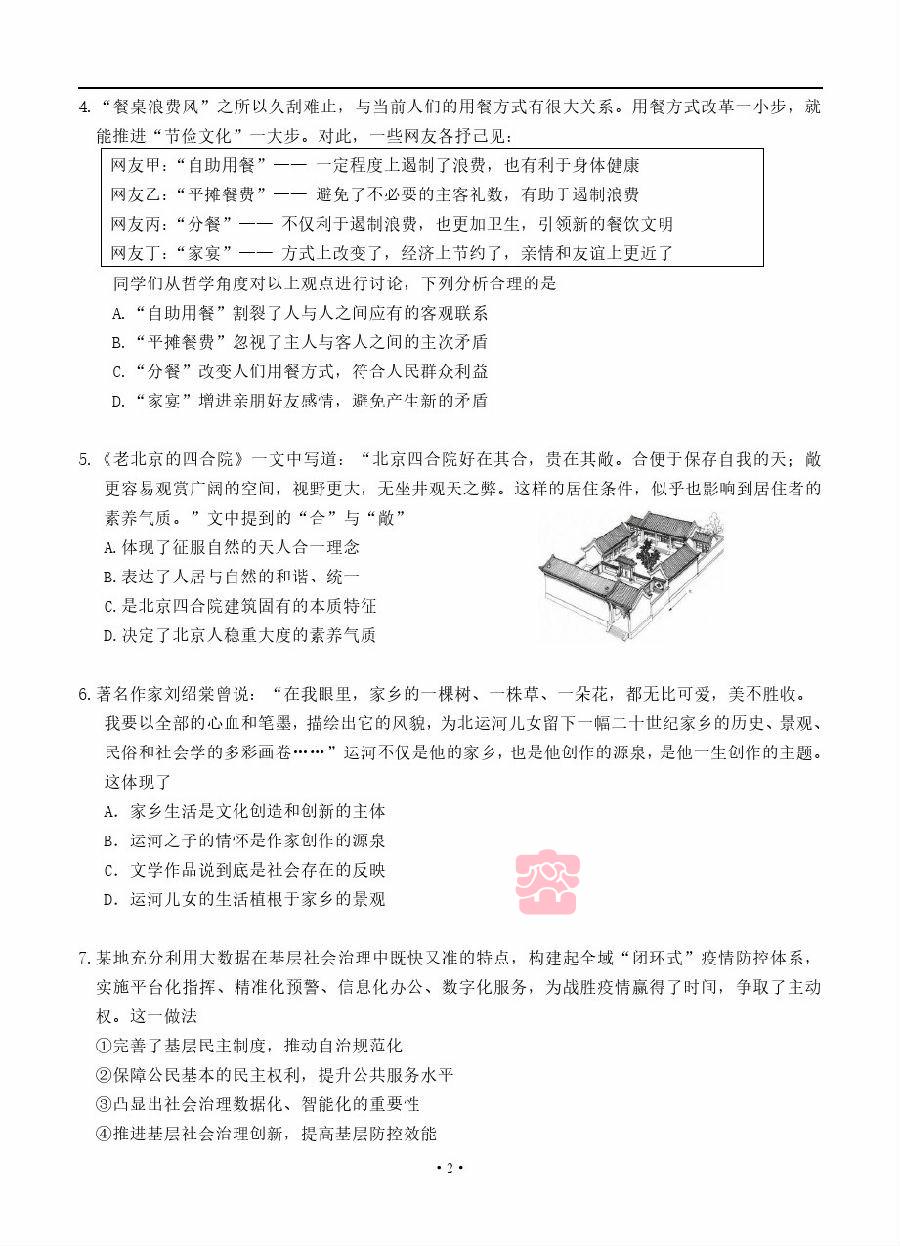 4. “餐桌浪费风”之所以久刮难止，与当前人们的用餐方式有很大关系。用餐方式改革一小步，就
能推进“节俭文化”一大步。对此，一些网友各抒己见：
网友甲：“自助用餐”—— 一定程度上遏制了浪费，也有利于身体健康
网友乙：“平摊餐费”—— 避免了不必要的主客礼数，有助于遏制浪费
网友丙：“分餐”—— 不仅利于遏制浪费，也更加卫生，引领新的餐饮文明
网友丁：“家宴”—— 方式上改变了，经济上节约了，亲情和友谊上更近了
同学们从哲学角度对以上观点进行讨论，下列分析合理的是
A. “自助用餐”割裂了人与人之间应有的客观联系
B. “平摊餐费”忽视了主人与客人之间的主次矛盾
C. “分餐”改变人们用餐方式，符合人民群众利益
D. “家宴”增进亲朋好友感情，避免产生新的矛盾
5.《老北京的四合院》一文中写道：“北京四合院好在其合，贵在其敞。合便于保存自我的天；敞
更容易观赏广阔的空间，视野更大，无坐井观天之弊。这样的居住条件，似乎也影响到居住者的
素养气质。”文中提到的“合”与“敞”
A. 体现了征服自然的天人合一理念
B. 表达了人居与自然的和谐、统一
C. 是北京四合院建筑固有的本质特征
D. 决定了北京人稳重大度的素养气质
6. 著名作家刘绍棠曾说：“在我眼里，家乡的一棵树、一株草、一朵花，都无比可爱，美不胜收。
我要以全部的心血和笔墨，描绘出它的风貌，为北运河儿女留下一幅二十世纪家乡的历史、景观、
民俗和社会学的多彩画卷……”运河不仅是他的家乡，也是他创作的源泉，是他一生创作的主题。
这体现了
A. 家乡生活是文化创造和创新的主体
B. 运河之子的情怀是作家创作的源泉
C. 文学作品说到底是社会存在的反映
D. 运河儿女的生活植根于家乡的景观
7. 某地充分利用大数据在基层社会治理中既快又准的特点，构建起全域“闭环式”疫情防控体系，
实施平台化指挥、精准化预警、信息化办公、数字化服务，为战胜疫情赢得了时间，争取了主动
权。这一做法
①完善了基层民主制度，推动自治规范化
②保障公民基本的民主权利，提升公共服务水平
③凸显出社会治理数据化、智能化的重要性
④推进基层社会治理创新，提高基层防控效能
• 2 •